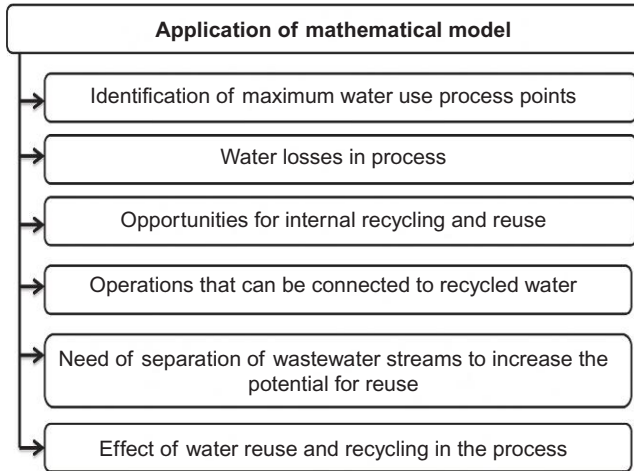 Application of mathematical model
Identification of maximum water use process points
Water losses in process
Opportunities for internal recycling and reuse
Operations that can be connected to recycled water
Need of separation of wastewater streams to increase the
potential for reuse
Effect of water reuse and recycling in the process